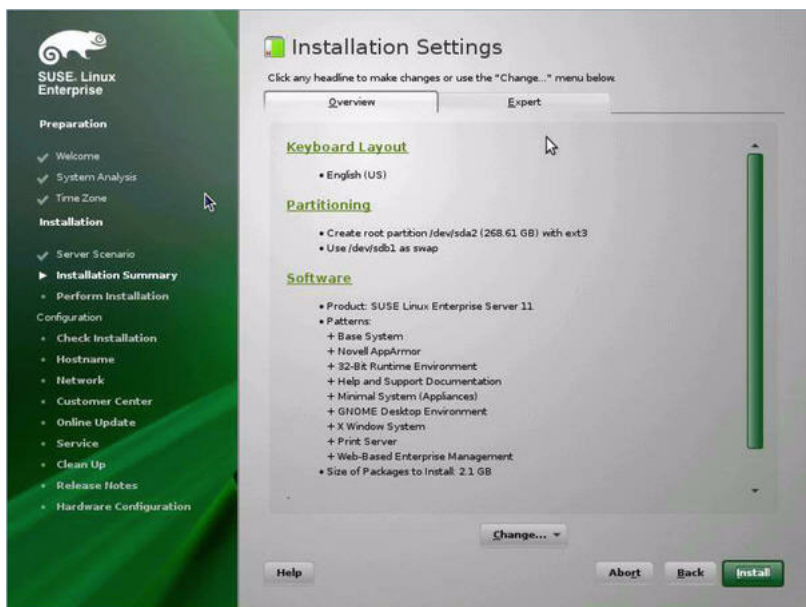 SUSE. Linux
Enterprise
Preparation
Welcome
System Analysis
Time Zone
Installation
Server Scenario
Installation Summary
Perform Installation
Configuration
Check Installation
Hostname
Network
Customer Center
Online Update
Service
Clean Up
Release Notes
Hardware Configuration
Installation Settings
Click any headline to make changes or use the "Change..." menu below.
Overview
Expert
Keyboard Layout
• English (US)
Partitioning
• Create root partition /dev/sda2 (268.61 GB) with ext3
• Use /dev/sdb1 as swap
Software
• Product: SUSE Linux Enterprise Server 11
• Patterns:
+ Base System
+ Novell AppArmor
+ 32-Bit Runtime Environment
+ Help and Support Documentation
+ Minimal System (Appliances)
+ GNOME Desktop Environment
+ X Window System
+ Print Server
+ Web-Based Enterprise Management
• Size of Packages to Install: 2.1 GB
Change...
Help
Abort
Back
Install